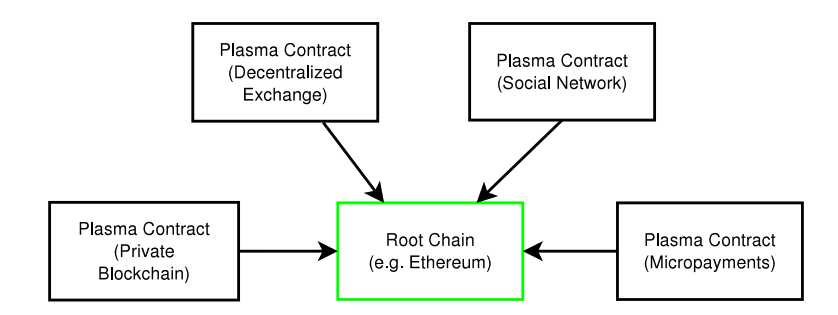 Plasma Contract
(Decentralized
Exchange)
Plasma Contract
(Social Network)
Plasma Contract
(Private
Blockchain)
Root Chain
(e.g. Ethereum)
Plasma Contract
(Micropayments)